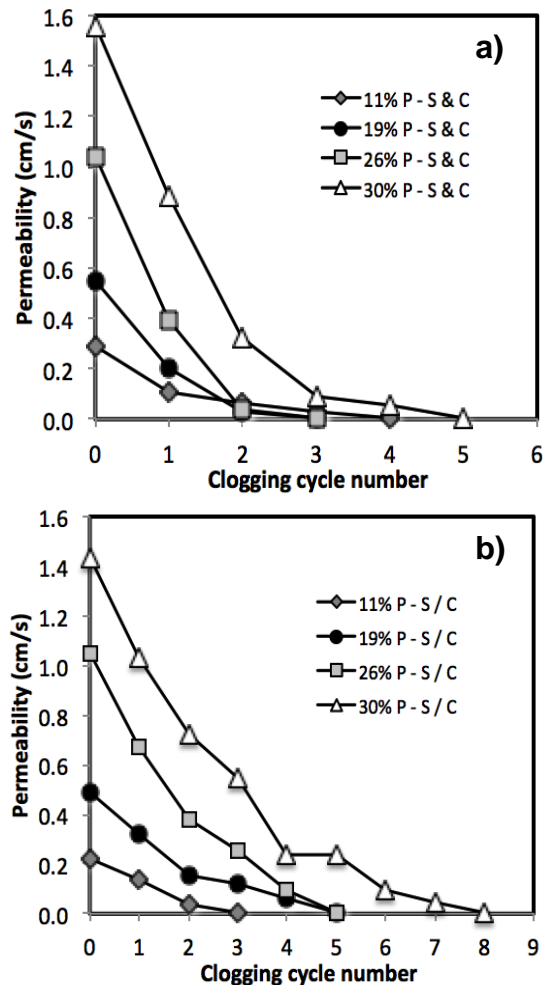 a)
1.6
1.4
1.2
1.0
0.8
0.6
0.4
0.2
0.0
Permeability (cm/s)
11% P - S & C
19% P - S & C
26% P - S & C
30% P - S & C
0 1 2 3 4 5 6
Clogging cycle number
b)
1.6
1.4
1.2
1.0
0.8
0.6
0.4
0.2
0.0
Permeability (cm/s)
11% P - S / C
19% P - S / C
26% P - S / C
30% P - S / C
0 1 2 3 4 5 6 7 8 9
Clogging cycle number